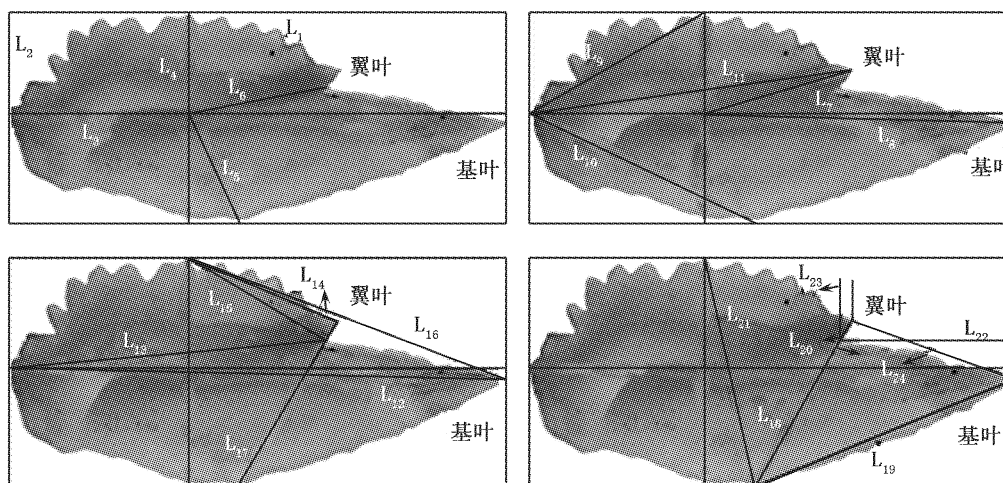 L₁
L₂
L₄
翼叶
L₆
L₃
L₅
基叶
L₉
翼叶
L₁₁
L₇
L₈
L₁₀
基叶
L₁₄
翼叶
L₁₅
L₁₆
L₁₃
L₁₂
基叶
L₁₇
L₂₃
翼叶
L₂₁
L₂₂
L₂₀
L₂₄
L₁₈
基叶
L₁₉